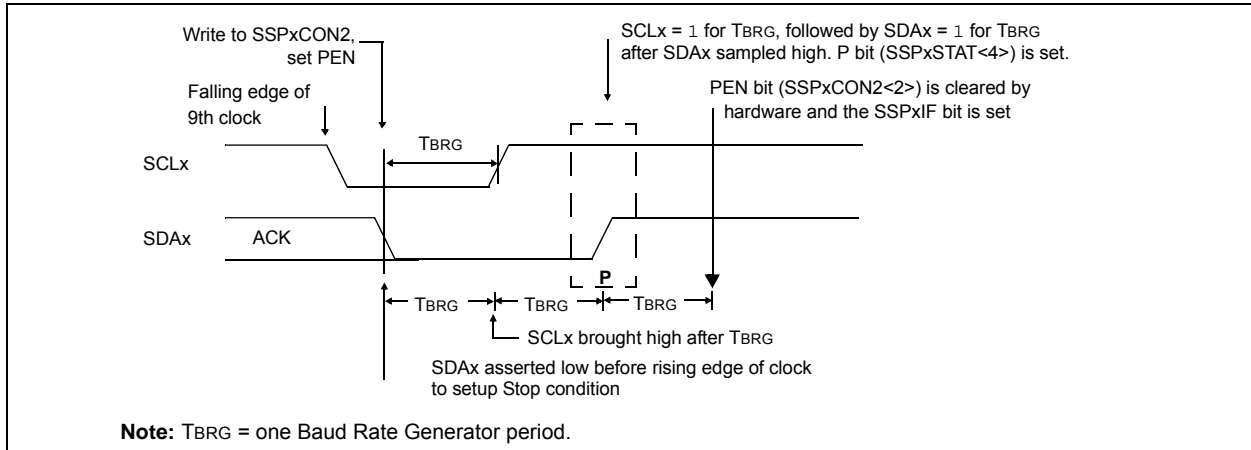 Write to SSPxCON2,
set PEN
SCLx = 1 for TBRG, followed by SDAx = 1 for TBRG
after SDAx sampled high. P bit (SSPxSTAT<4>) is set.
Falling edge of
9th clock
PEN bit (SSPxCON2<2>) is cleared by
hardware and the SSPxIF bit is set
TBRG
SCLx
SDAx
ACK
P
TBRG
TBRG
TBRG
SCLx brought high after TBRG
SDAx asserted low before rising edge of clock
to setup Stop condition
Note: TBRG = one Baud Rate Generator period.